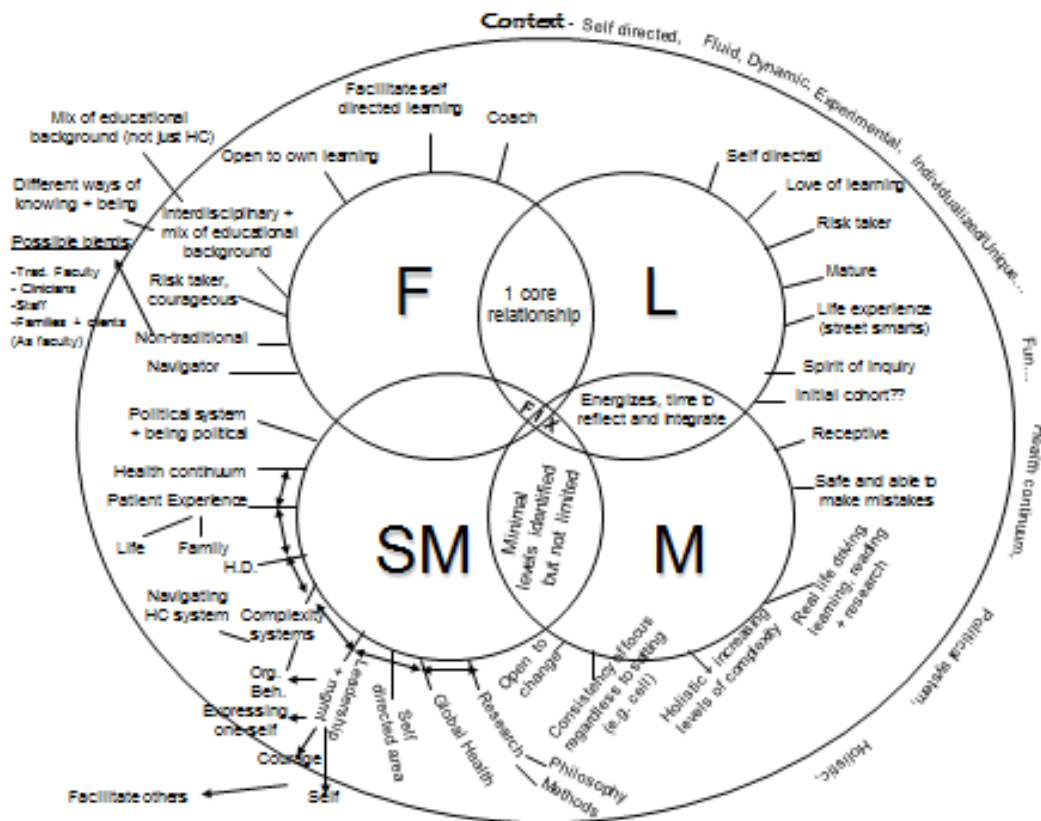 Context - Self directed, Fluid, Dynamic, Experimental, Individualized/Unique...
Fun...
Health continuum,
Political system,
Holistic,
Facilitate self
directed learning
Coach
Mix of educational
background (not just HC)
Open to own learning
Different ways of
knowing + being
Interdisciplinary +
mix of educational
background
Possible blends
-Trad. Faculty
- Clinicians
-Staff
-Families + clients
(As faculty)
Risk taker,
courageous
Non-traditional
Navigator
F
1 core
relationship
L
Self directed
Love of learning
Risk taker
Mature
Life experience
(street smarts)
Spirit of inquiry
Initial cohort??
Energizes, time to
reflect and integrate
F I X
Receptive
Safe and able to
make mistakes
Real life driving
learning, reading
+ research
Holistic + increasing
levels of complexity
Consistency of focus
regardless to setting
(e.g. cell)
Open to
change
M
Minimal
levels identified
but not limited
SM
Political system
+ being political
Health continuum
Patient Experience
Life
Family
H.D.
Navigating
HC system
Complexity
systems
Org.
Beh.
Expressing
one-self
Courage
Facilitate others
Self
Leadership
+ mgmt
Self
directed area
Global Health
Research
Philosophy
Methods